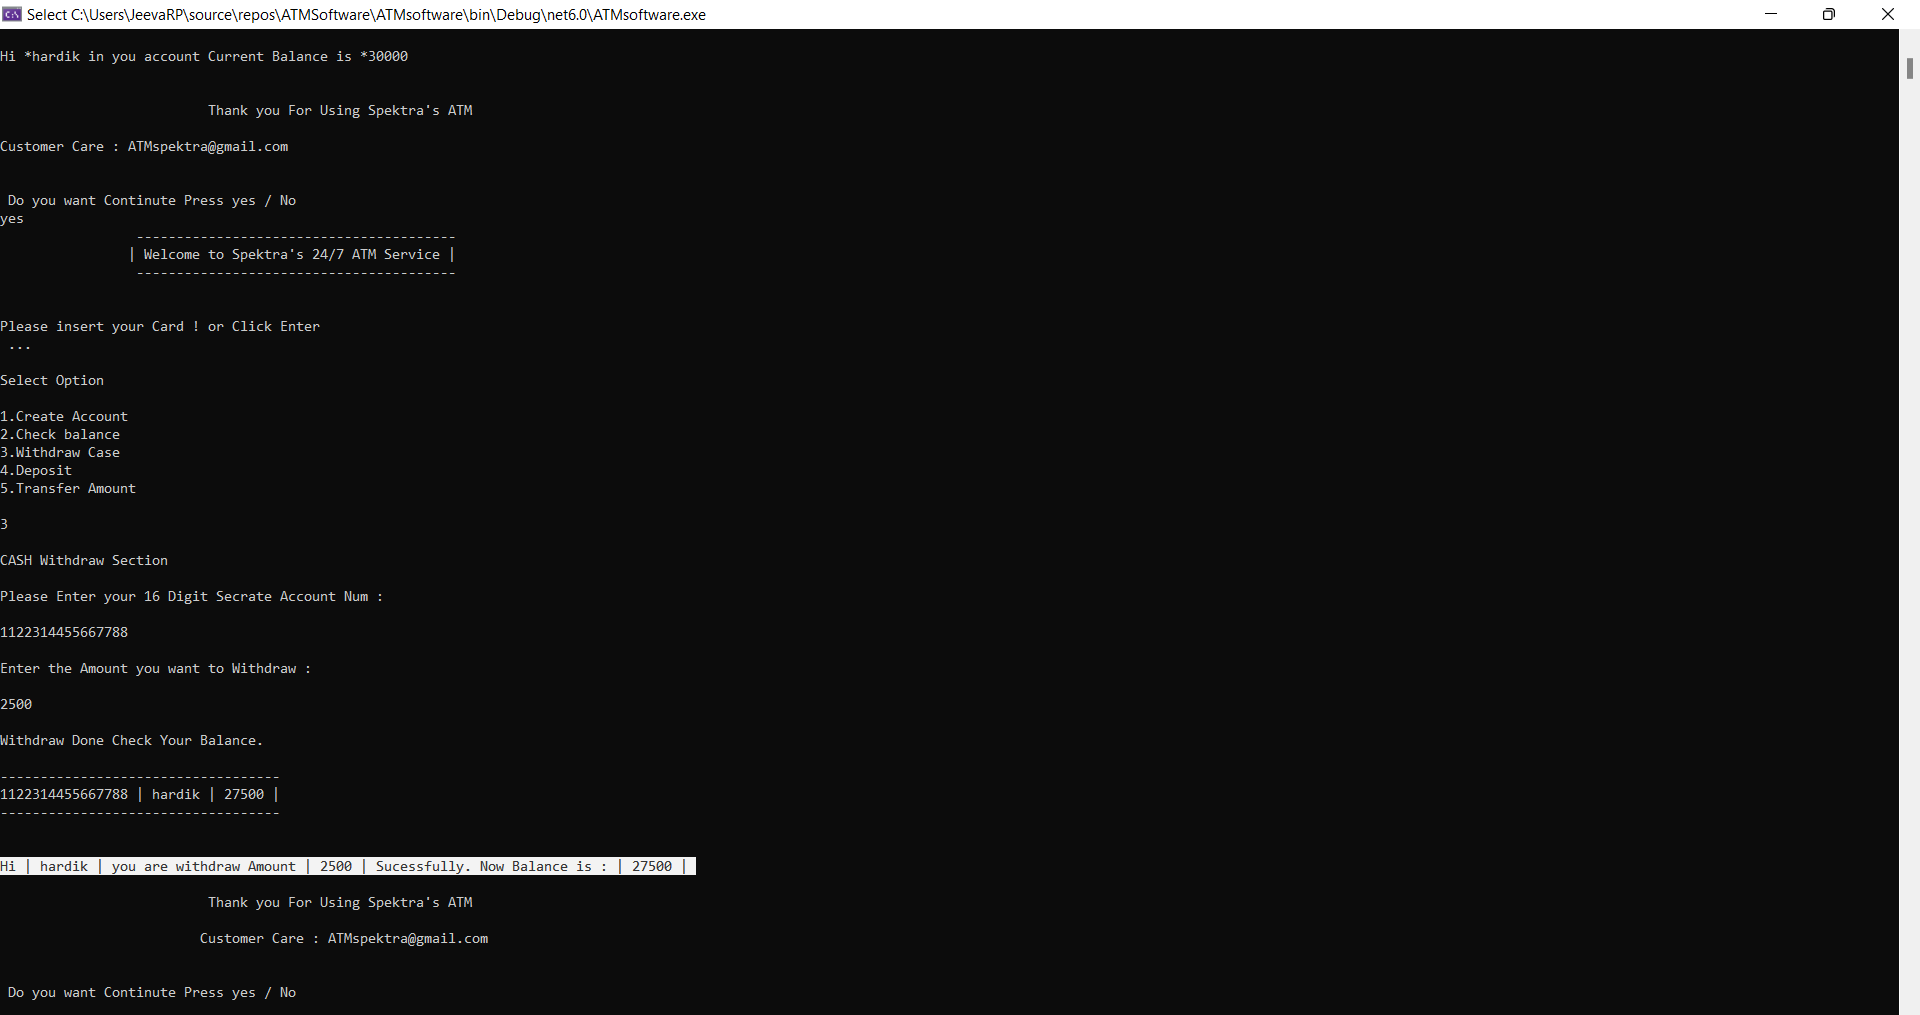 Select C:\Users\JeevaRP\source\repos\ATMSoftware\ATMsoftware\bin\Debug\net6.0\ATMsoftware.exe
Hi *hardik in you account Current Balance is *30000
Thank you For Using Spektra's ATM
Customer Care : ATMspektra@gmail.com
Do you want Continute Press yes / No
yes
----------------------------------------
| Welcome to Spektra's 24/7 ATM Service |
----------------------------------------
Please insert your Card ! or Click Enter
...
Select Option
1.Create Account
2.Check balance
3.Withdraw Case
4.Deposit
5.Transfer Amount
3
CASH Withdraw Section
Please Enter your 16 Digit Secrate Account Num :
1122314455667788
Enter the Amount you want to Withdraw :
2500
Withdraw Done Check Your Balance.
-----------------------------------
1122314455667788 | hardik | 27500 |
-----------------------------------
Hi | hardik | you are withdraw Amount | 2500 | Sucessfully. Now Balance is : | 27500 |
Thank you For Using Spektra's ATM
Customer Care : ATMspektra@gmail.com
Do you want Continute Press yes / No